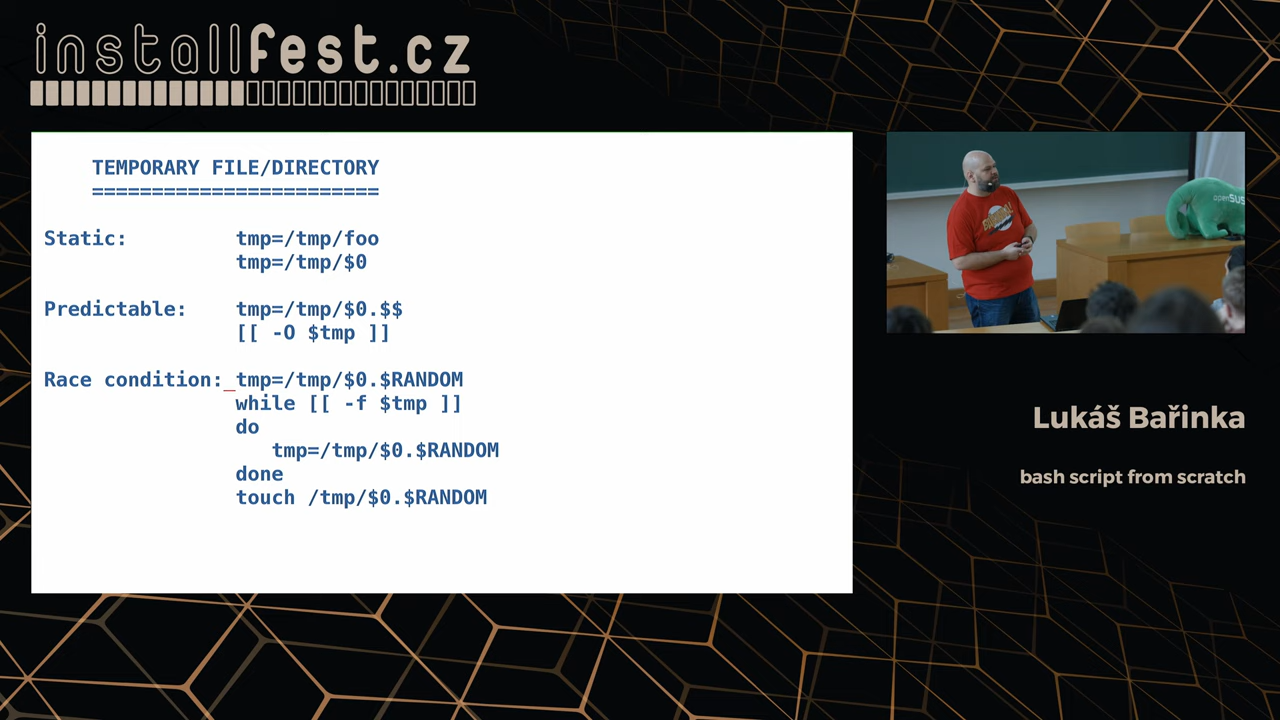 installfest.cz
TEMPORARY FILE/DIRECTORY
========================
Static: tmp=/tmp/foo
tmp=/tmp/$0
Predictable: tmp=/tmp/$0.$$
[[ -O $tmp ]]
Race condition:_tmp=/tmp/$0.$RANDOM
while [[ -f $tmp ]]
do
tmp=/tmp/$0.$RANDOM
done
touch /tmp/$0.$RANDOM
openSUS
Lukáš Bařinka
bash script from scratch